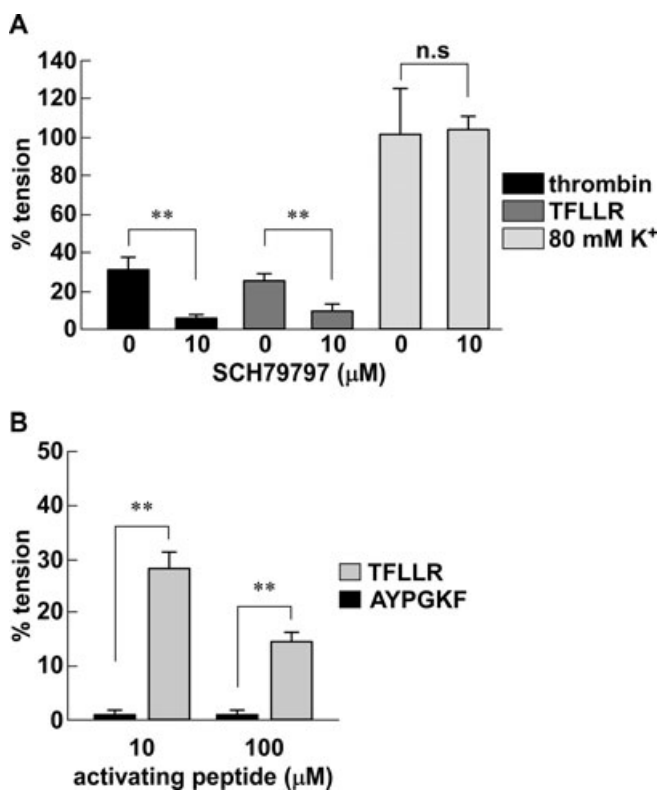 A
140
120
100
80
60
40
20
0
% tension
**
**
n.s
thrombin
TFLLR
80 mM K⁺
0 10 0 10 0 10
SCH79797 (μM)
B
50
40
30
20
10
0
% tension
**
**
TFLLR
AYPGKF
10 100
activating peptide (μM)